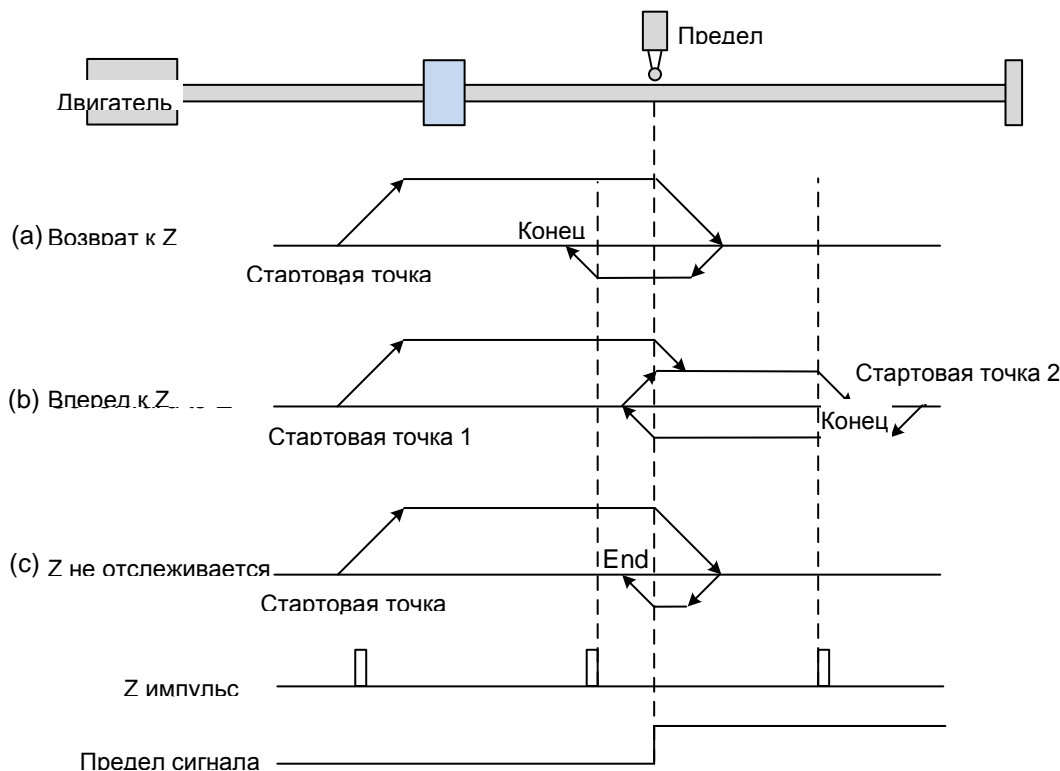 Предел
Двигатель
(a) Возврат к Z
Конец
Стартовая точка
(b) Вперед к Z
Стартовая точка 2
Конец
Стартовая точка 1
(c) Z не отслеживается
End
Стартовая точка
Z импульс
Предел сигнала